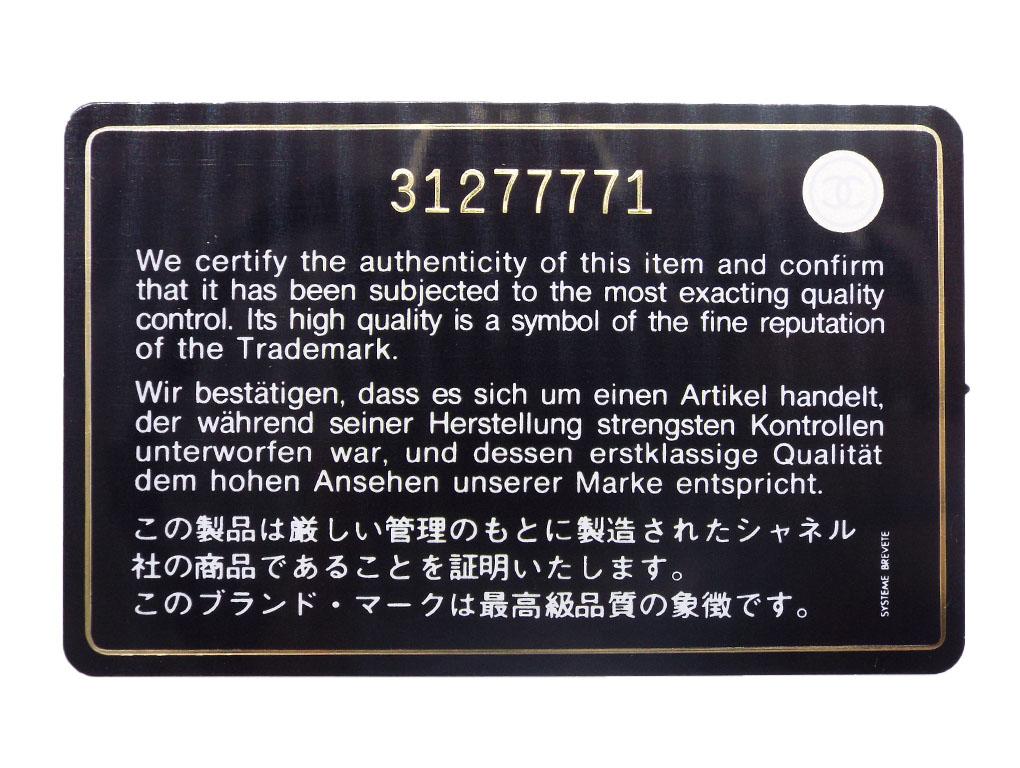 31277771
We certify the authenticity of this item and confirm
that it has been subjected to the most exacting quality
control. Its high quality is a symbol of the fine reputation
of the Trademark.
Wir bestätigen, dass es sich um einen Artikel handelt,
der während seiner Herstellung strengsten Kontrollen
unterworfen war, und dessen erstklassige Qualität
dem hohen Ansehen unserer Marke entspricht.
この製品は厳しい管理のもとに製造されたシャネル
社の商品であることを証明いたします。
このブランド・マークは最高級品質の象徴です。
SYSTEME BREVETE